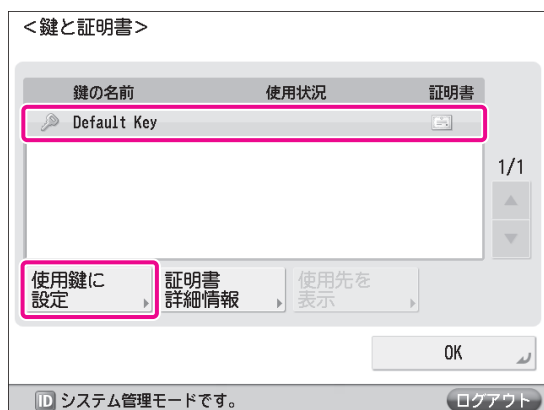 <鍵と証明書>
鍵の名前 使用状況 証明書
Default Key
1/1
使用鍵に
設定
証明書
詳細情報
使用先を
表示
OK
ID システム管理モードです。 ログアウト